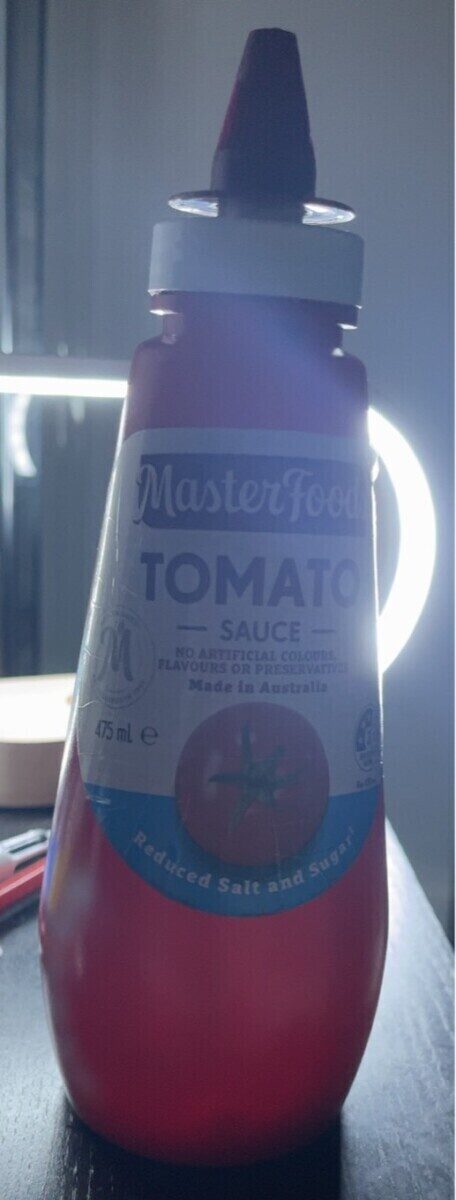 MasterFoods
TOMATO
SAUCE
NO ARTIFICIAL COLOURS,
FLAVOURS OR PRESERVATIVES
Made in Australia
M
475 ml e
Reduced Salt and Sugar